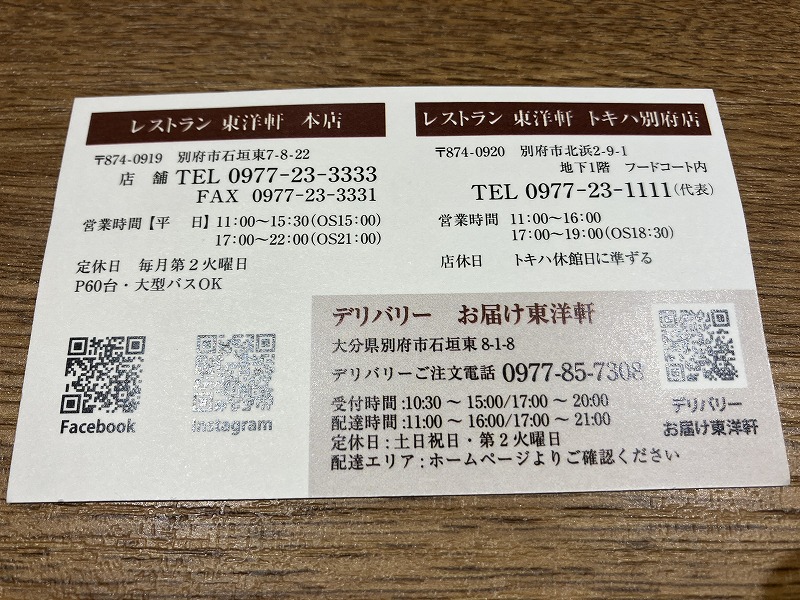 レストラン 東洋軒 本店
〒874-0919 別府市石垣東7-8-22
店 舗 TEL 0977-23-3333
FAX 0977-23-3331
営業時間【平 日】11:00～15:30(OS15:00)
17:00～22:00(OS21:00)
定休日 毎月第２火曜日
P60台・大型バスOK
Facebook
Instagram
レストラン 東洋軒 トキハ別府店
〒874-0920 別府市北浜2-9-1
地下1階 フードコート内
TEL 0977-23-1111(代表)
営業時間 11:00～16:00
17:00～19:00(OS18:30)
店休日 トキハ休館日に準ずる
デリバリー お届け東洋軒
大分県別府市石垣東 8-1-8
デリバリーご注文電話 0977-85-7308
受付時間:10:30 ～ 15:00/17:00 ～ 20:00
配達時間:11:00 ～ 16:00/17:00 ～ 21:00
定休日:土日祝日・第２火曜日
配達エリア:ホームページよりご確認ください
デリバリー
お届け東洋軒